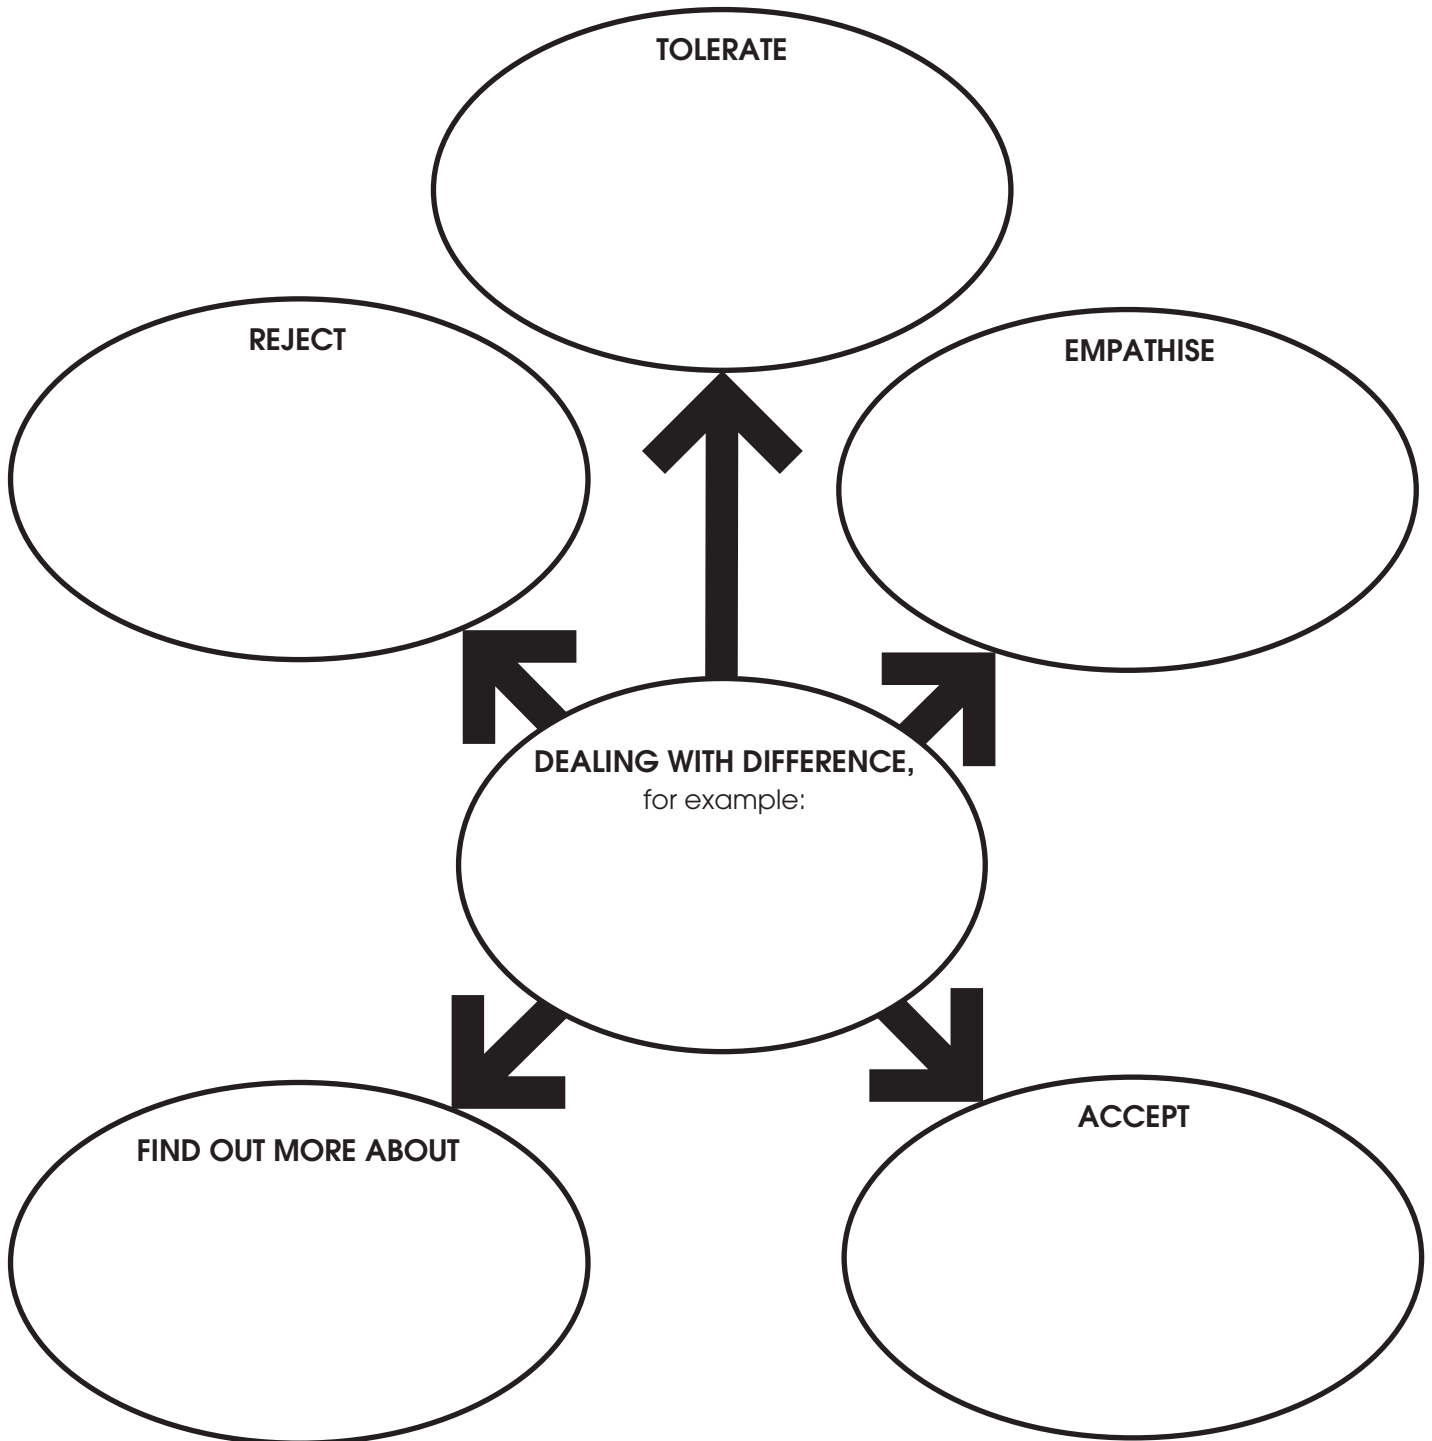 TOLERATE
REJECT
EMPATHISE
DEALING WITH DIFFERENCE,
for example:
FIND OUT MORE ABOUT
ACCEPT